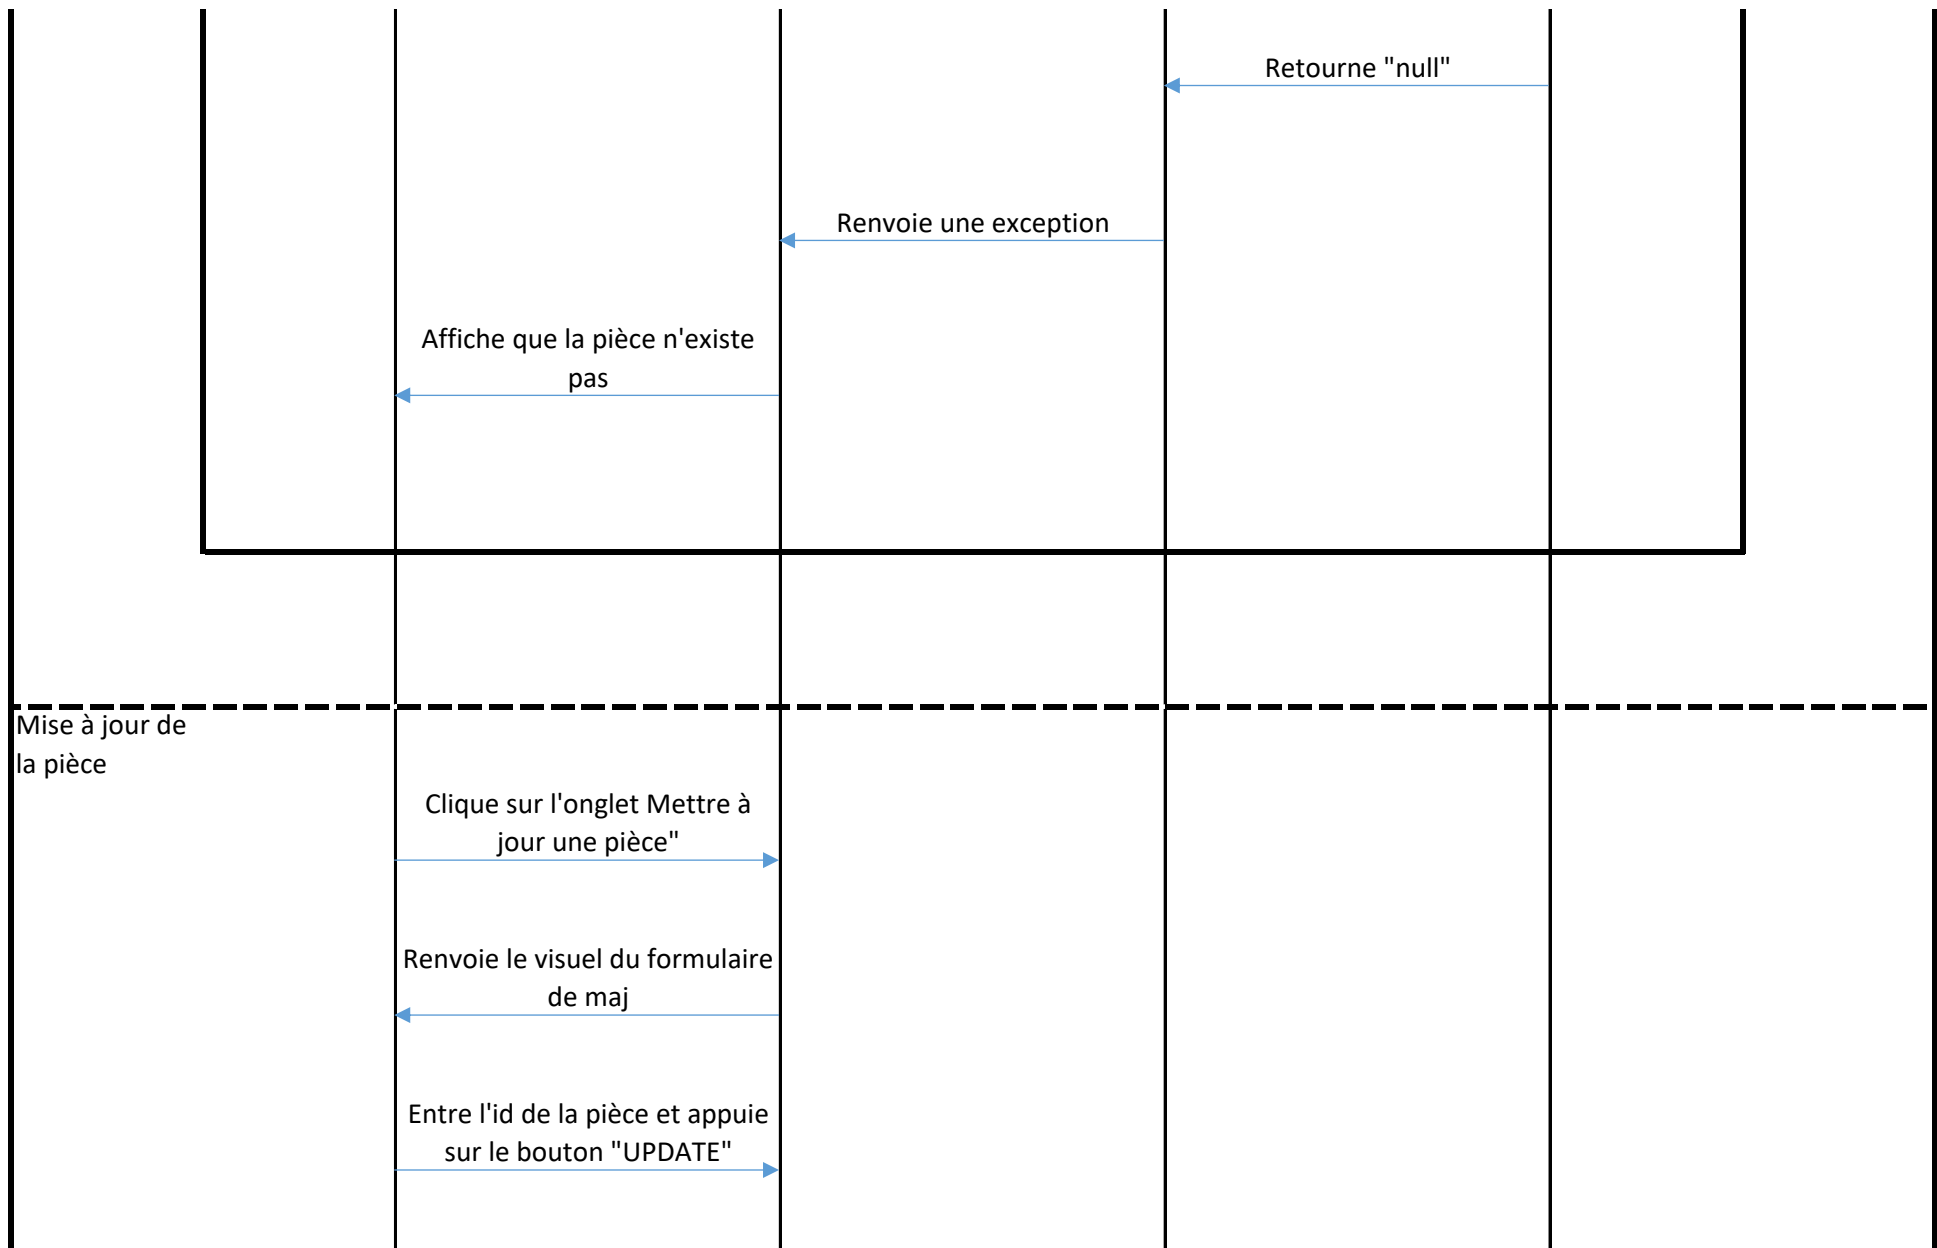 Retourne "null"
Renvoie une exception
Affiche que la pièce n'existe
pas
Mise à jour de
la pièce
Clique sur l'onglet Mettre à
jour une pièce"
Renvoie le visuel du formulaire
de maj
Entre l'id de la pièce et appuie
sur le bouton "UPDATE"